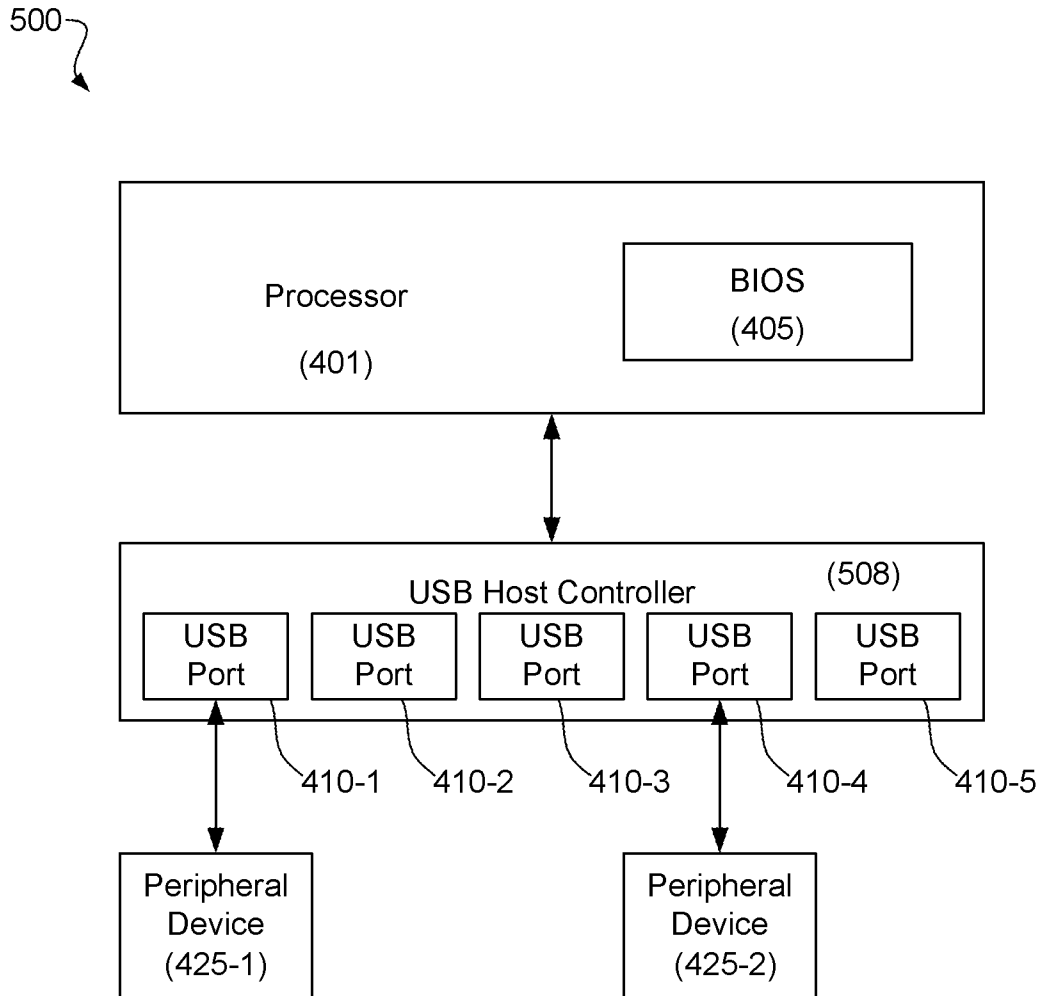 500
Processor
(401)
BIOS
(405)
(508)
USB Host Controller
USB
Port
USB
Port
USB
Port
USB
Port
USB
Port
410-1
410-2
410-3
410-4
410-5
Peripheral
Device
(425-1)
Peripheral
Device
(425-2)